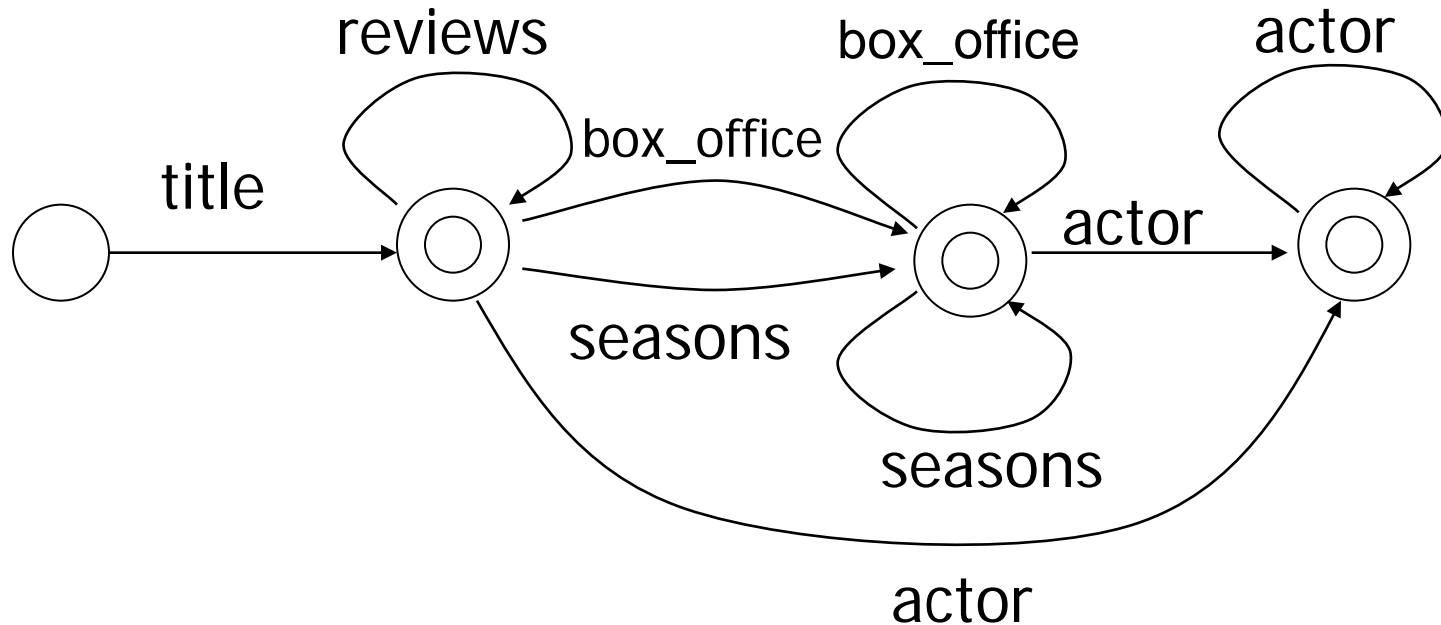 reviews
box_office
actor
box_office
title
actor
seasons
seasons
actor